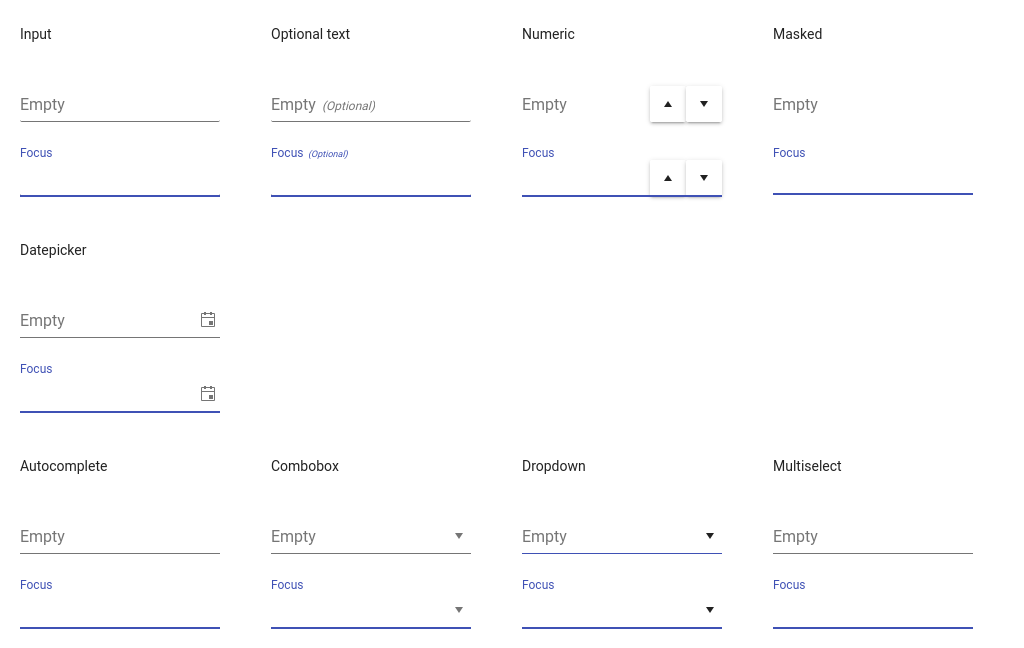 Input
Optional text
Numeric
Masked
Empty
Empty (Optional)
Empty
Empty
Focus
Focus (Optional)
Focus
Focus
Datepicker
Empty
Focus
Autocomplete
Combobox
Dropdown
Multiselect
Empty
Empty
Empty
Empty
Focus
Focus
Focus
Focus